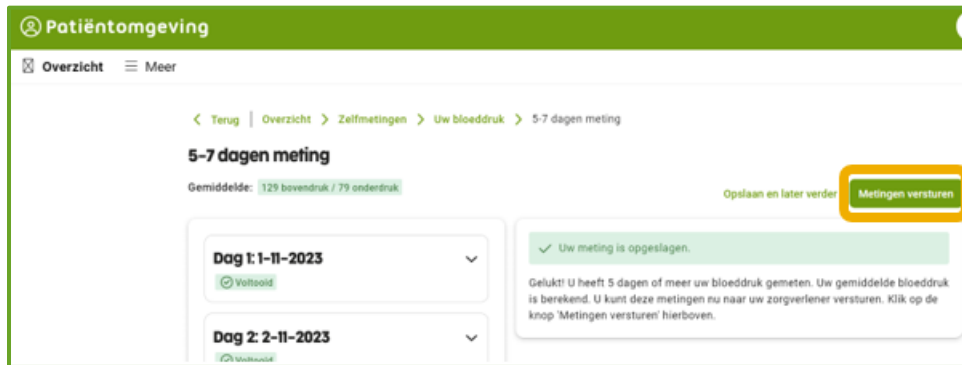 Patiëntomgeving
Overzicht Meer
Terug | Overzicht > Zelfmetingen > Uw bloeddruk > 5-7 dagen meting
5-7 dagen meting
Gemiddelde: 129 bovendruk / 79 onderdruk
Opslaan en later verder Metingen versturen
Dag 1: 1-11-2023
Voltooid
Dag 2: 2-11-2023
Voltooid
Uw meting is opgeslagen.
Gelukt! U heeft 5 dagen of meer uw bloeddruk gemeten. Uw gemiddelde bloeddruk
is berekend. U kunt deze metingen nu naar uw zorgverlener versturen. Klik op de
knop 'Metingen versturen' hierboven.